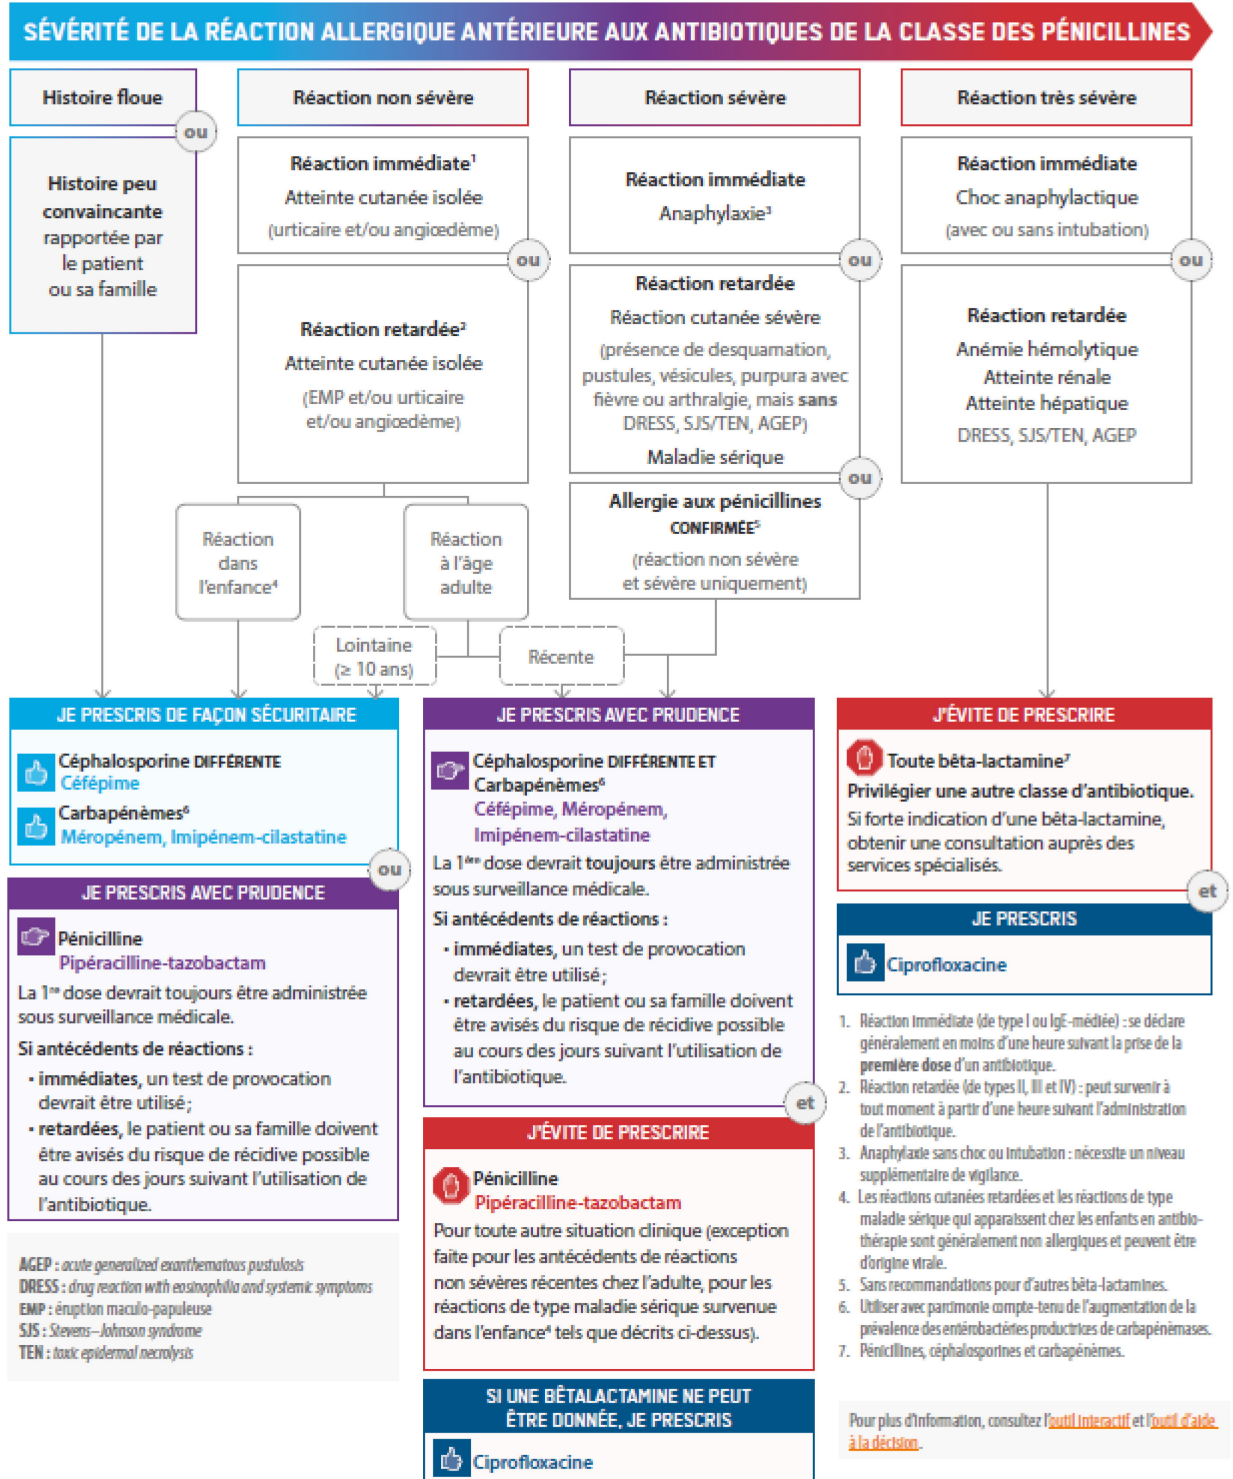 SÉVÉRITÉ DE LA RÉACTION ALLERGIQUE ANTÉRIEURE AUX ANTIBIOTIQUES DE LA CLASSE DES PÉNICILLINES
Histoire floue
ou
Histoire peu
convaincante
rapportée par
le patient
ou sa famille
Réaction non sévère
Réaction immédiate¹
Atteinte cutanée isolée
(urticaire et/ou angiœdème)
ou
Réaction retardée²
Atteinte cutanée isolée
(EMP et/ou urticaire
et/ou angiœdème)
Réaction
dans
l'enfance⁴
Réaction
à l'âge
adulte
Lointaine
(≥ 10 ans)
Récente
Réaction sévère
Réaction immédiate
Anaphylaxie³
ou
Réaction retardée
Réaction cutanée sévère
(présence de desquamation,
pustules, vésicules, purpura avec
fièvre ou arthralgie, mais sans
DRESS, SJS/TEN, AGEP)
Maladie sérique
ou
Allergie aux pénicillines
CONFIRMÉE⁵
(réaction non sévère
et sévère uniquement)
Réaction très sévère
Réaction immédiate
Choc anaphylactique
(avec ou sans intubation)
ou
Réaction retardée
Anémie hémolytique
Atteinte rénale
Atteinte hépatique
DRESS, SJS/TEN, AGEP
JE PRESCRIS DE FAÇON SÉCURITAIRE
Céphalosporine DIFFÉRENTE
Céfépime
Carbapénèmes⁶
Méropénem, Imipénem-cilastatine
ou
JE PRESCRIS AVEC PRUDENCE
Pénicilline
Pipéracilline-tazobactam
La 1re dose devrait toujours être administrée
sous surveillance médicale.
Si antécédents de réactions :
• immédiates, un test de provocation
devrait être utilisé;
• retardées, le patient ou sa famille doivent
être avisés du risque de récidive possible
au cours des jours suivant l'utilisation de
l'antibiotique.
AGEP : acute generalized exanthematous pustulosis
DRESS : drug reaction with eosinophilia and systemic symptoms
EMP : éruption maculo-papuleuse
SJS : Stevens–Johnson syndrome
TEN : toxic epidermal necrolysis
JE PRESCRIS AVEC PRUDENCE
Céphalosporine DIFFÉRENTE ET
Carbapénèmes⁶
Céfépime, Méropénem,
Imipénem-cilastatine
La 1ère dose devrait toujours être administrée
sous surveillance médicale.
Si antécédents de réactions :
• immédiates, un test de provocation
devrait être utilisé;
• retardées, le patient ou sa famille doivent
être avisés du risque de récidive possible
au cours des jours suivant l'utilisation de
l'antibiotique.
et
J'ÉVITE DE PRESCRIRE
Pénicilline
Pipéracilline-tazobactam
Pour toute autre situation clinique (exception
faite pour les antécédents de réactions
non sévères récentes chez l'adulte, pour les
réactions de type maladie sérique survenue
dans l'enfance⁴ tels que décrits ci-dessus).
SI UNE BÊTALACTAMINE NE PEUT
ÊTRE DONNÉE, JE PRESCRIS
Ciprofloxacine
J'ÉVITE DE PRESCRIRE
Toute bêta-lactamine⁷
Privilégier une autre classe d'antibiotique.
Si forte indication d'une bêta-lactamine,
obtenir une consultation auprès des
services spécialisés.
et
JE PRESCRIS
Ciprofloxacine
1. Réaction immédiate (de type I ou IgE-médiée) : se déclare
généralement en moins d'une heure suivant la prise de la
première dose d'un antibiotique.
2. Réaction retardée (de types II, III et IV) : peut survenir à
tout moment à partir d'une heure suivant l'administration
de l'antibiotique.
3. Anaphylaxie sans choc ou intubation : nécessite un niveau
supplémentaire de vigilance.
4. Les réactions cutanées retardées et les réactions de type
maladie sérique qui apparaissent chez les enfants en antibio-
thérapie sont généralement non allergiques et peuvent être
d'origine virale.
5. Sans recommandations pour d'autres bêta-lactamines.
6. Utiliser avec parcimonie compte-tenu de l'augmentation de la
prévalence des entérobactéries productrices de carbapénémases.
7. Pénicillines, céphalosporines et carbapénèmes.
Pour plus d'information, consultez l'outil interactif et l'outil d'aide
à la décision.